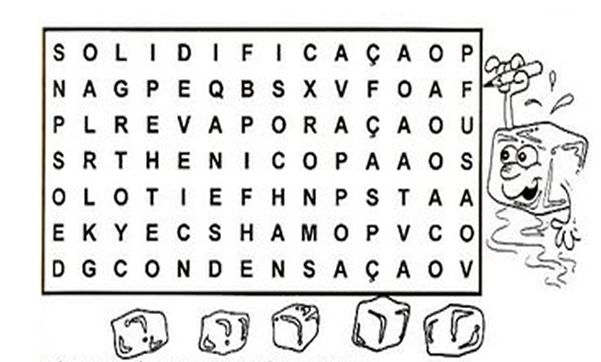 S O L I D I F I C A Ç A O P
N A G P E Q B S X V F O A F
P L R E V A P O R A Ç A O U
S R T H E N I C O P A A O S
O L O T I E F H N P S T A A
E K Y E C S H A M O P V C O
D G C O N D E N S A Ç A O V